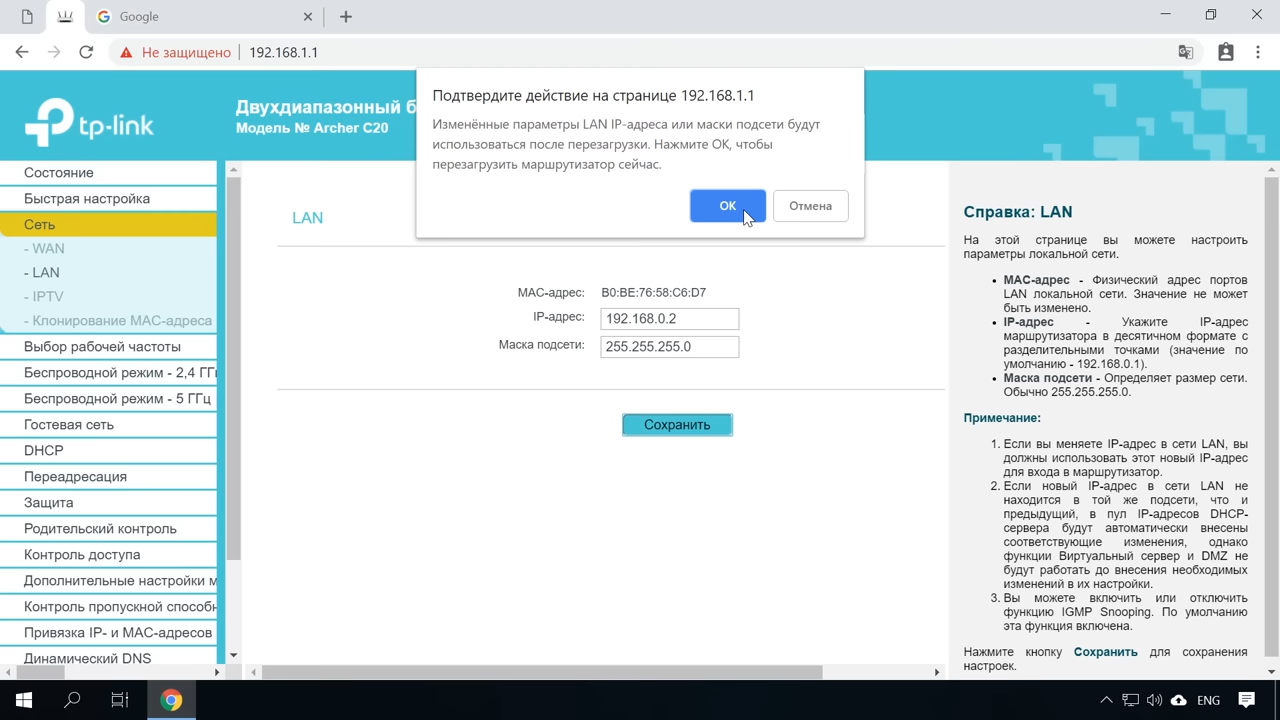 Google
Не защищено
192.168.1.1
tp-link
Двухдиапазонный б
Модель № Archer C20
Подтвердите действие на странице 192.168.1.1
Изменённые параметры LAN IP-адреса или маски подсети будут
использоваться после перезагрузки. Нажмите ОК, чтобы
перезагрузить маршрутизатор сейчас.
ОК
Отмена
Состояние
Быстрая настройка
Сеть
- WAN
- LAN
- IPTV
- Клонирование MAC-адреса
Выбор рабочей частоты
Беспроводной режим - 2,4 ГГц
Беспроводной режим - 5 ГГц
Гостевая сеть
DHCP
Переадресация
Защита
Родительский контроль
Контроль доступа
Дополнительные настройки м
Контроль пропускной способн
Привязка IP- и MAC-адресов
Динамический DNS
LAN
MAC-адрес: B0:BE:76:58:C6:D7
IP-адрес: 192.168.0.2
Маска подсети: 255.255.255.0
Сохранить
Справка: LAN
На этой странице вы можете настроить
параметры локальной сети.
• MAC-адрес - Физический адрес портов
LAN локальной сети. Значение не может
быть изменено.
• IP-адрес - Укажите IP-адрес
маршрутизатора в десятичном формате с
разделительными точками (значение по
умолчанию - 192.168.0.1).
• Маска подсети - Определяет размер сети.
Обычно 255.255.255.0.
Примечание:
1. Если вы меняете IP-адрес в сети LAN, вы
должны использовать этот новый IP-адрес
для входа в маршрутизатор.
2. Если новый IP-адрес в сети LAN не
находится в той же подсети, что и
предыдущий, в пул IP-адресов DHCP-
сервера будут автоматически внесены
соответствующие изменения, однако
функции Виртуальный сервер и DMZ не
будут работать до внесения необходимых
изменений в их настройки.
3. Вы можете включить или отключить
функцию IGMP Snooping. По умолчанию
эта функция включена.
Нажмите кнопку Сохранить для сохранения
настроек.
ENG